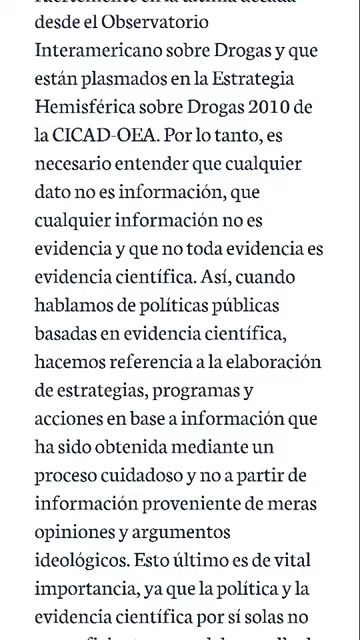 desde el Observatorio
Interamericano sobre Drogas y que
están plasmados en la Estrategia
Hemisférica sobre Drogas 2010 de
la CICAD-OEA. Por lo tanto, es
necesario entender que cualquier
dato no es información, que
cualquier información no es
evidencia y que no toda evidencia es
evidencia científica. Así, cuando
hablamos de políticas públicas
basadas en evidencia científica,
hacemos referencia a la elaboración
de estrategias, programas y
acciones en base a información que
ha sido obtenida mediante un
proceso cuidadoso y no a partir de
información proveniente de meras
opiniones y argumentos
ideológicos. Esto último es de vital
importancia, ya que la política y la
evidencia científica por sí solas no